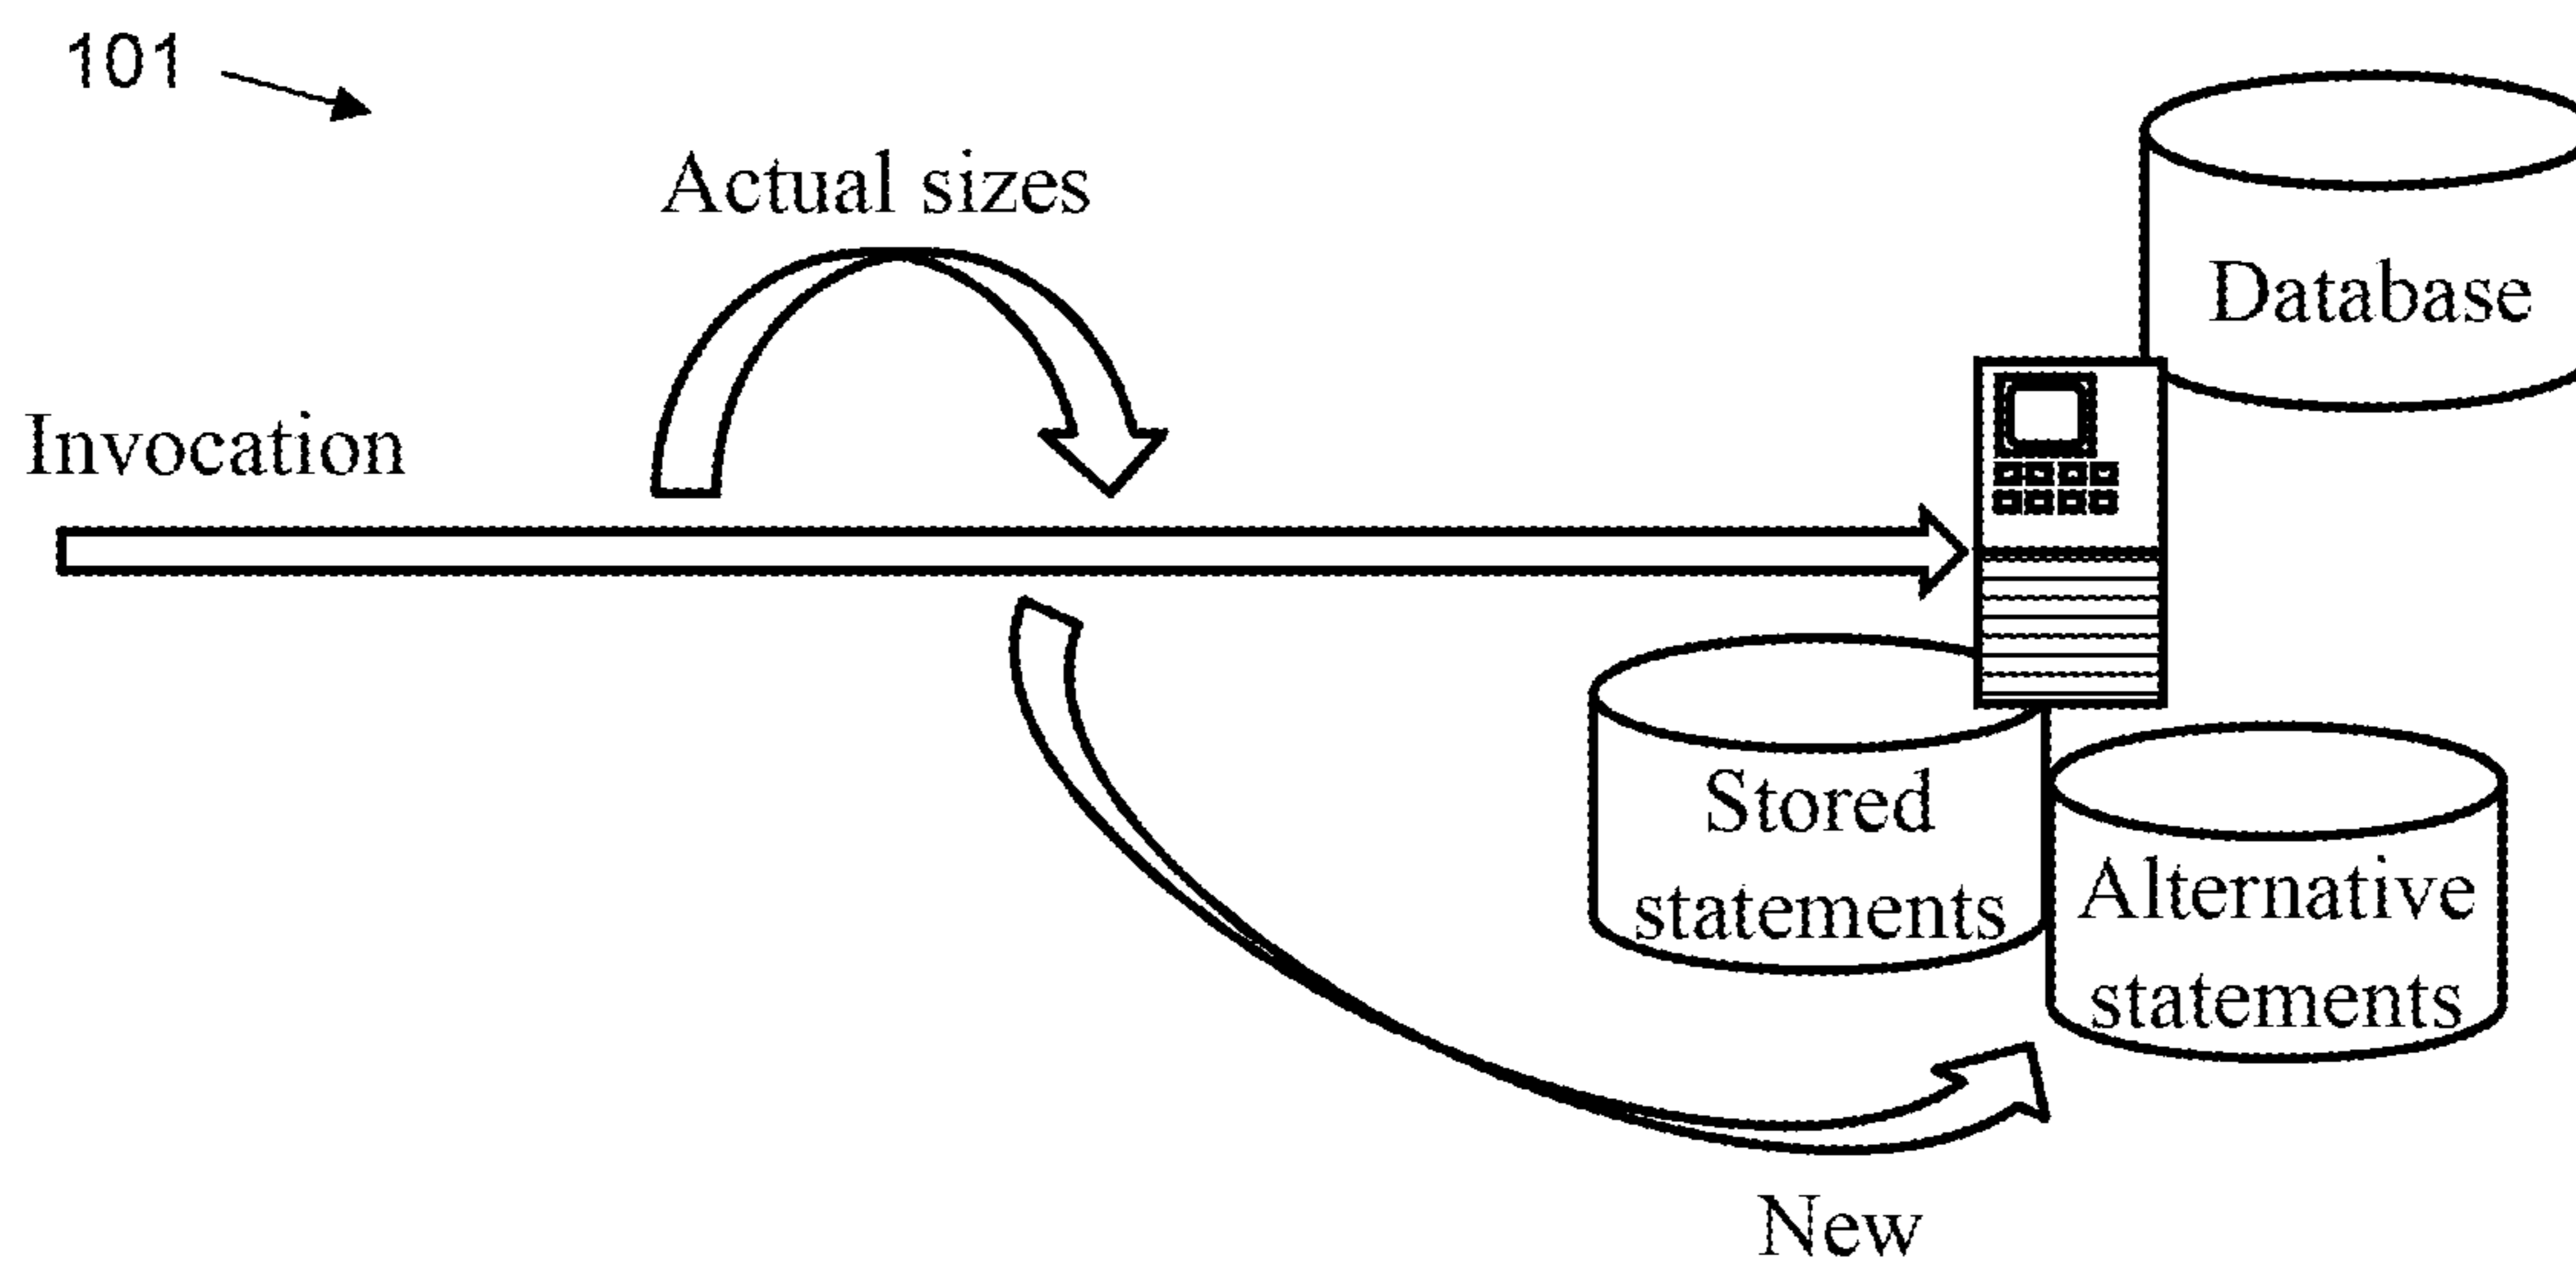 101
Actual sizes
Database
Invocation
Stored
statements
Alternative
statements
New